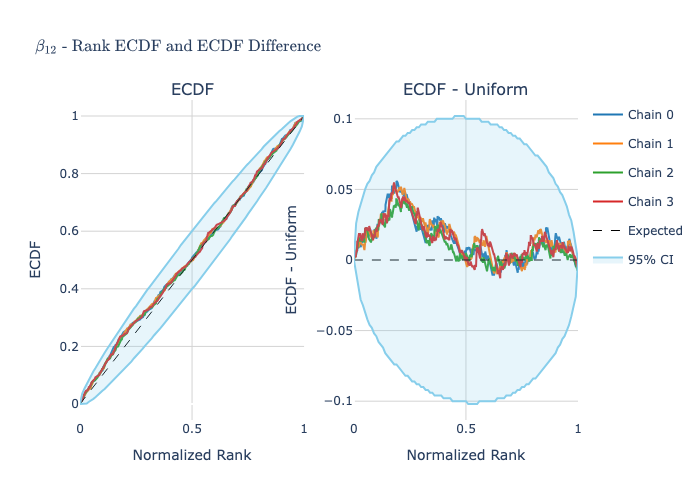 β₁₂ - Rank ECDF and ECDF Difference
ECDF
ECDF - Uniform
1
0.8
0.6
0.4
0.2
0
ECDF
0
0.5
1
Normalized Rank
0.1
0.05
0
−0.05
−0.1
ECDF - Uniform
0
0.5
1
Normalized Rank
Chain 0
Chain 1
Chain 2
Chain 3
Expected
95% CI